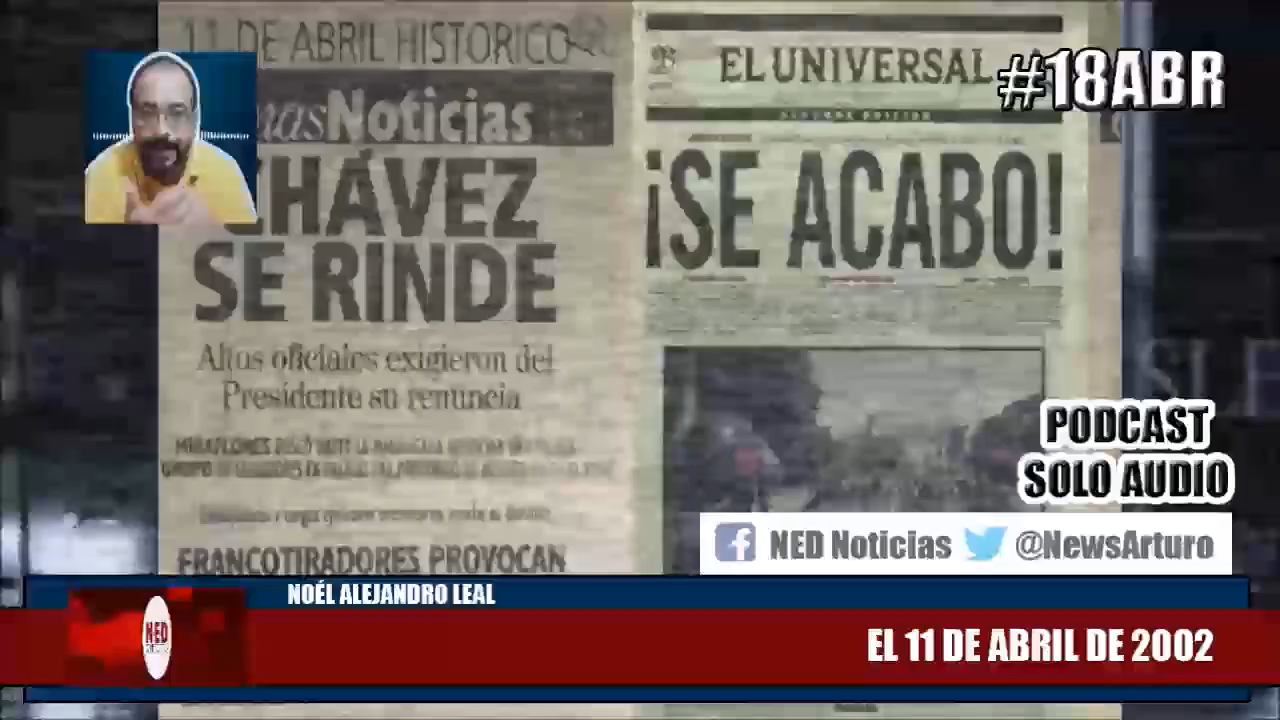 11 DE ABRIL HISTORICO
Noticias
CHÁVEZ
SE RINDE
Altos oficiales exigieron del
Presidente su renuncia
FRANCOTIRADORES PROVOCAN
EL UNIVERSAL
¡SE ACABO!
#18ABR
PODCAST
SOLO AUDIO
NED Noticias @NewsArturo
NOÉL ALEJANDRO LEAL
NED
EL 11 DE ABRIL DE 2002